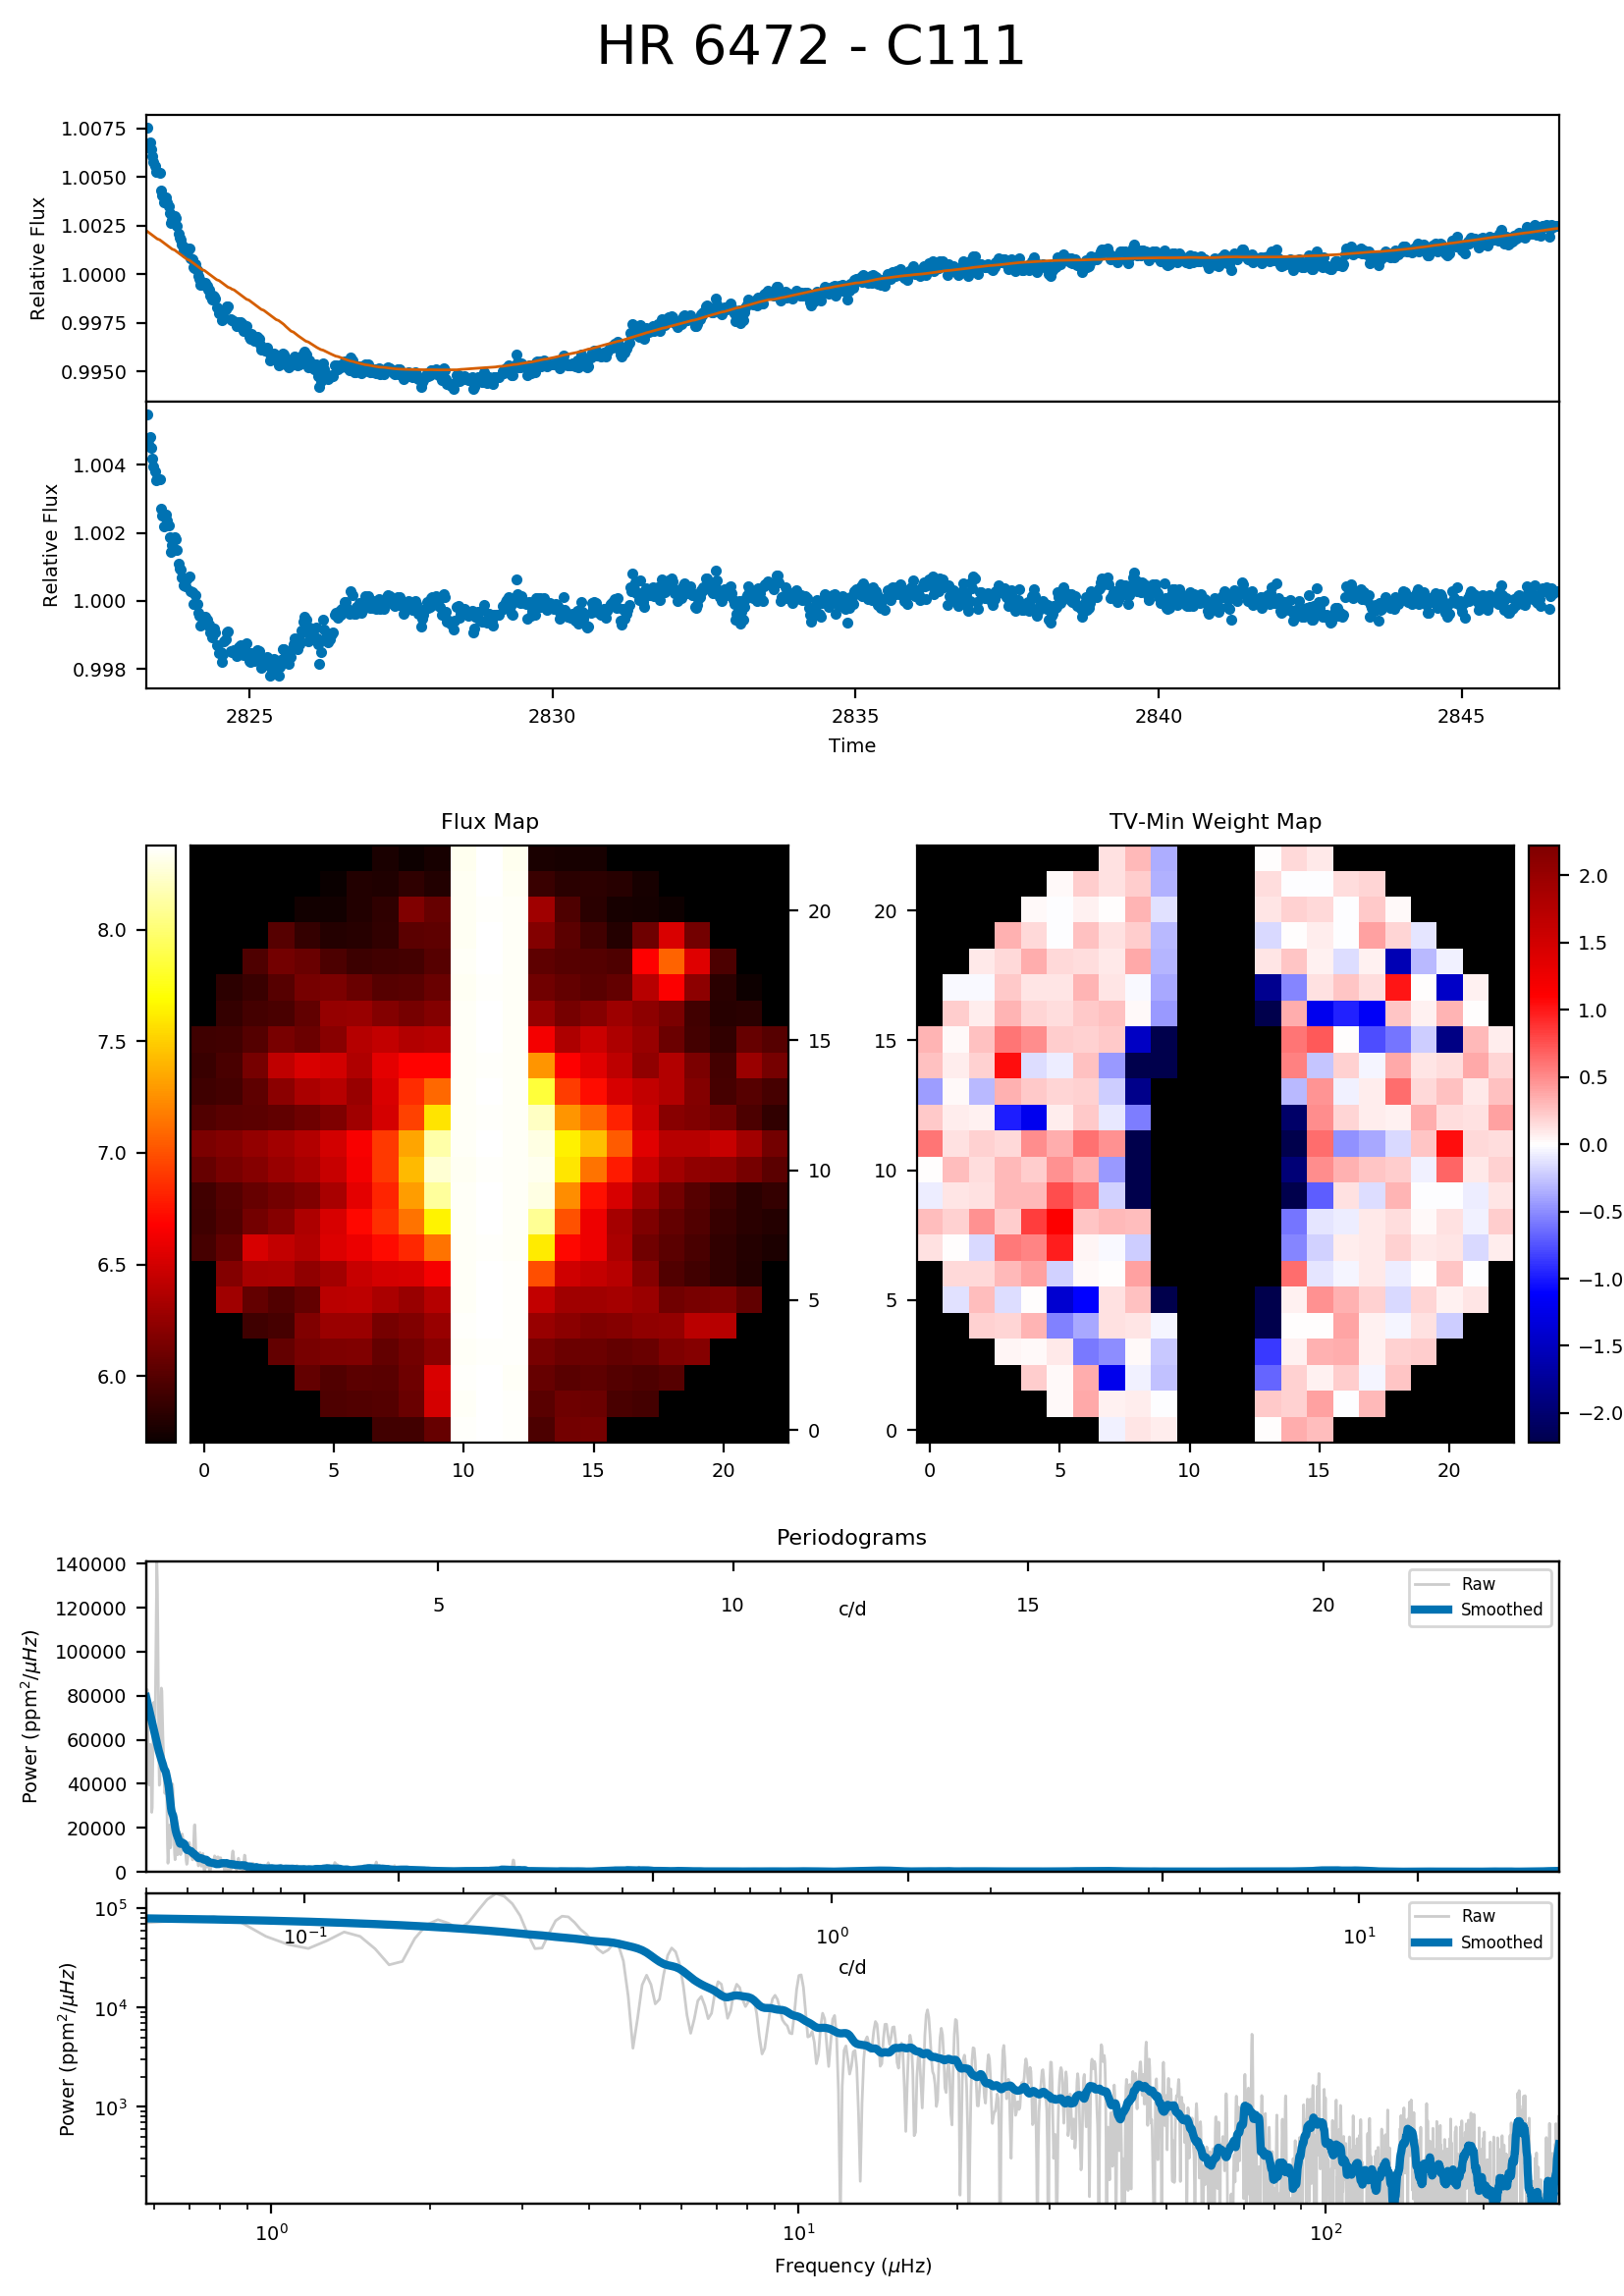 HR 6472 - C111
1.0075
1.0050
1.0025
1.0000
0.9975
0.9950
Relative Flux
1.004
1.002
1.000
0.998
Relative Flux
2825 2830 2835 2840 2845
Time
Flux Map
8.0
7.5
7.0
6.5
6.0
20
15
10
5
0
0 5 10 15 20
TV-Min Weight Map
20
15
10
5
0
0 5 10 15 20
2.0
1.5
1.0
0.5
0.0
−0.5
−1.0
−1.5
−2.0
Periodograms
140000
120000
100000
80000
60000
40000
20000
0
Power (ppm²/μHz)
5 10 15 20
c/d
Raw
Smoothed
10⁵
10⁴
10³
Power (ppm²/μHz)
10⁻¹ 10⁰ 10¹
c/d
Raw
Smoothed
10⁰ 10¹ 10²
Frequency (μHz)